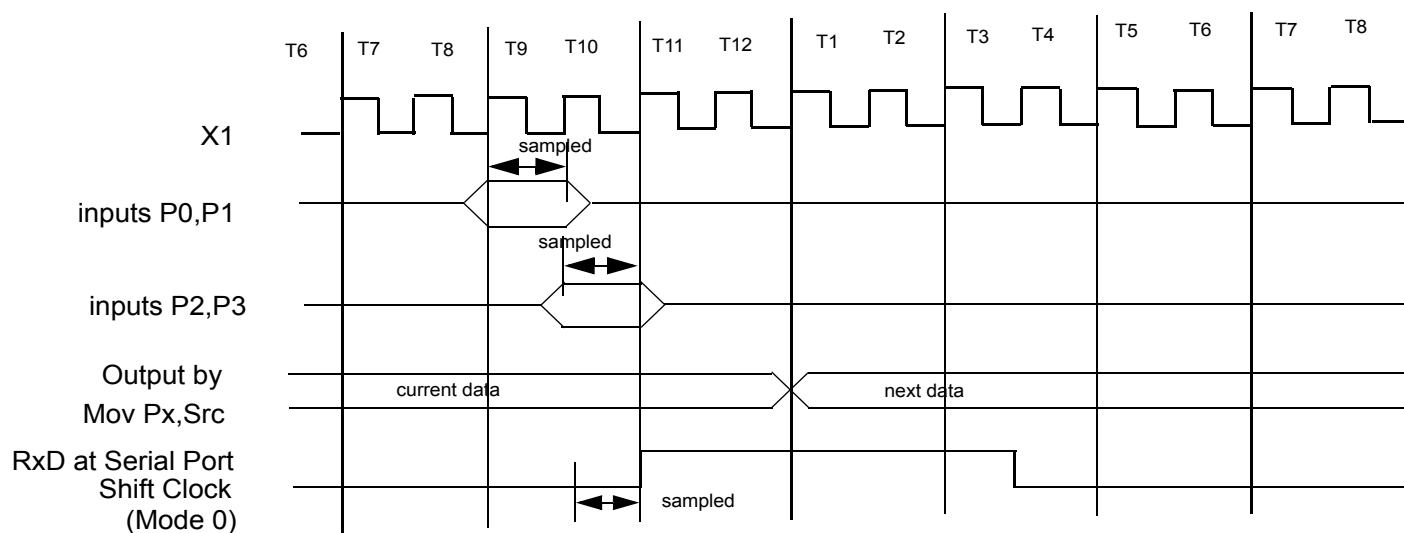 T6 T7 T8 T9 T10 T11 T12 T1 T2 T3 T4 T5 T6 T7 T8
X1
sampled
inputs P0,P1
sampled
inputs P2,P3
Output by
Mov Px,Src
current data
next data
RxD at Serial Port
Shift Clock
(Mode 0)
sampled